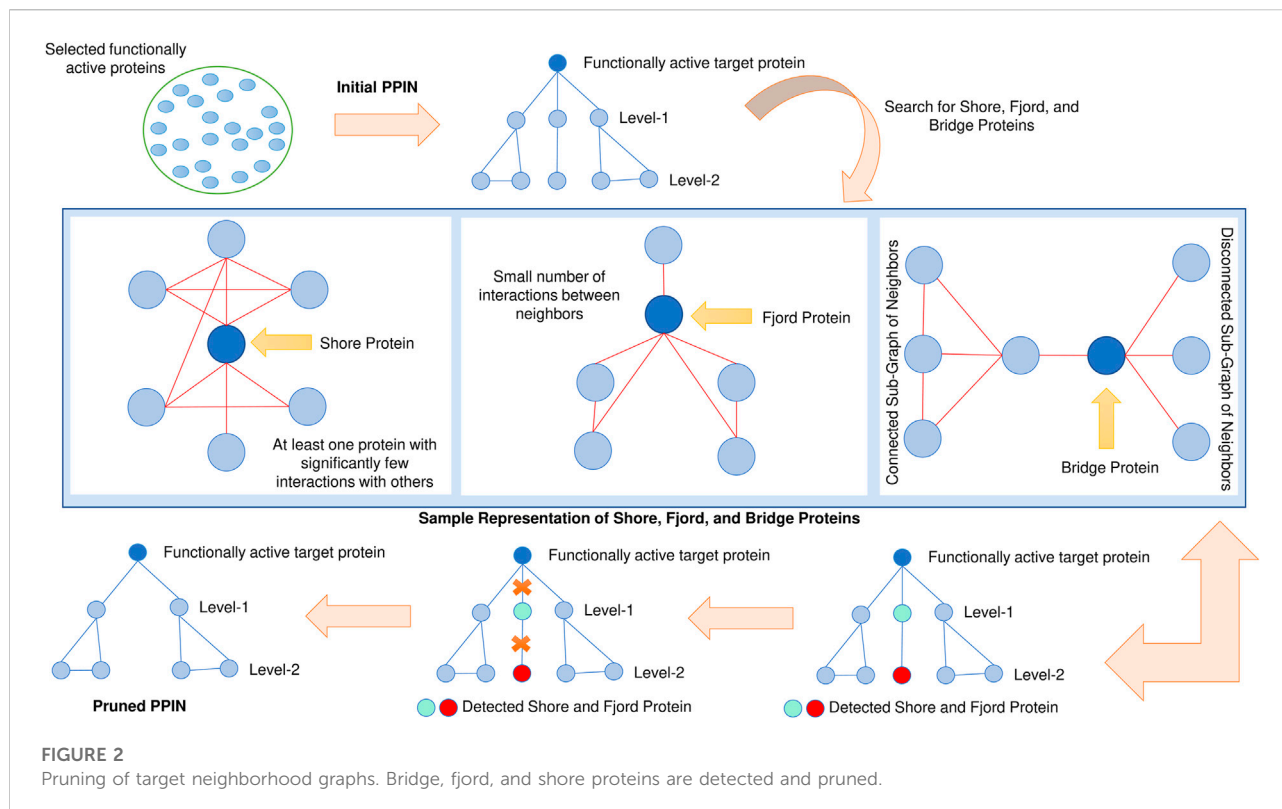 Selected functionally
active proteins
Initial PPIN
Functionally active target protein
Level-1
Level-2
Search for Shore, Fjord, and
Bridge Proteins
Shore Protein
At least one protein with
significantly few
interactions with others
Small number of
interactions between
neighbors
Fjord Protein
Connected Sub-Graph of Neighbors
Bridge Protein
Disconnected Sub-Graph of Neighbors
Sample Representation of Shore, Fjord, and Bridge Proteins
Functionally active target protein
Level-1
Level-2
Pruned PPIN
Functionally active target protein
Level-1
Level-2
Detected Shore and Fjord Protein
Functionally active target protein
Level-1
Level-2
Detected Shore and Fjord Protein
FIGURE 2
Pruning of target neighborhood graphs. Bridge, fjord, and shore proteins are detected and pruned.